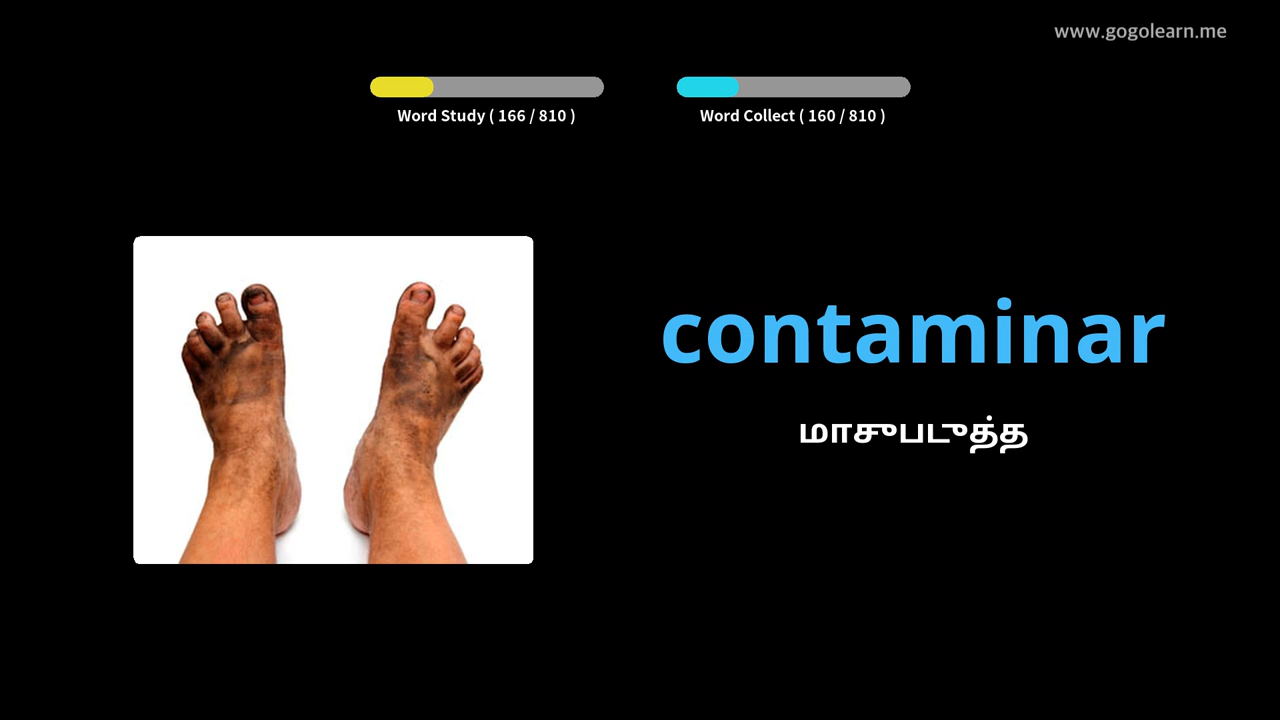 www.gogolearn.me
Word Study ( 166 / 810 )
Word Collect ( 160 / 810 )
contaminar
மாசுபடுத்த